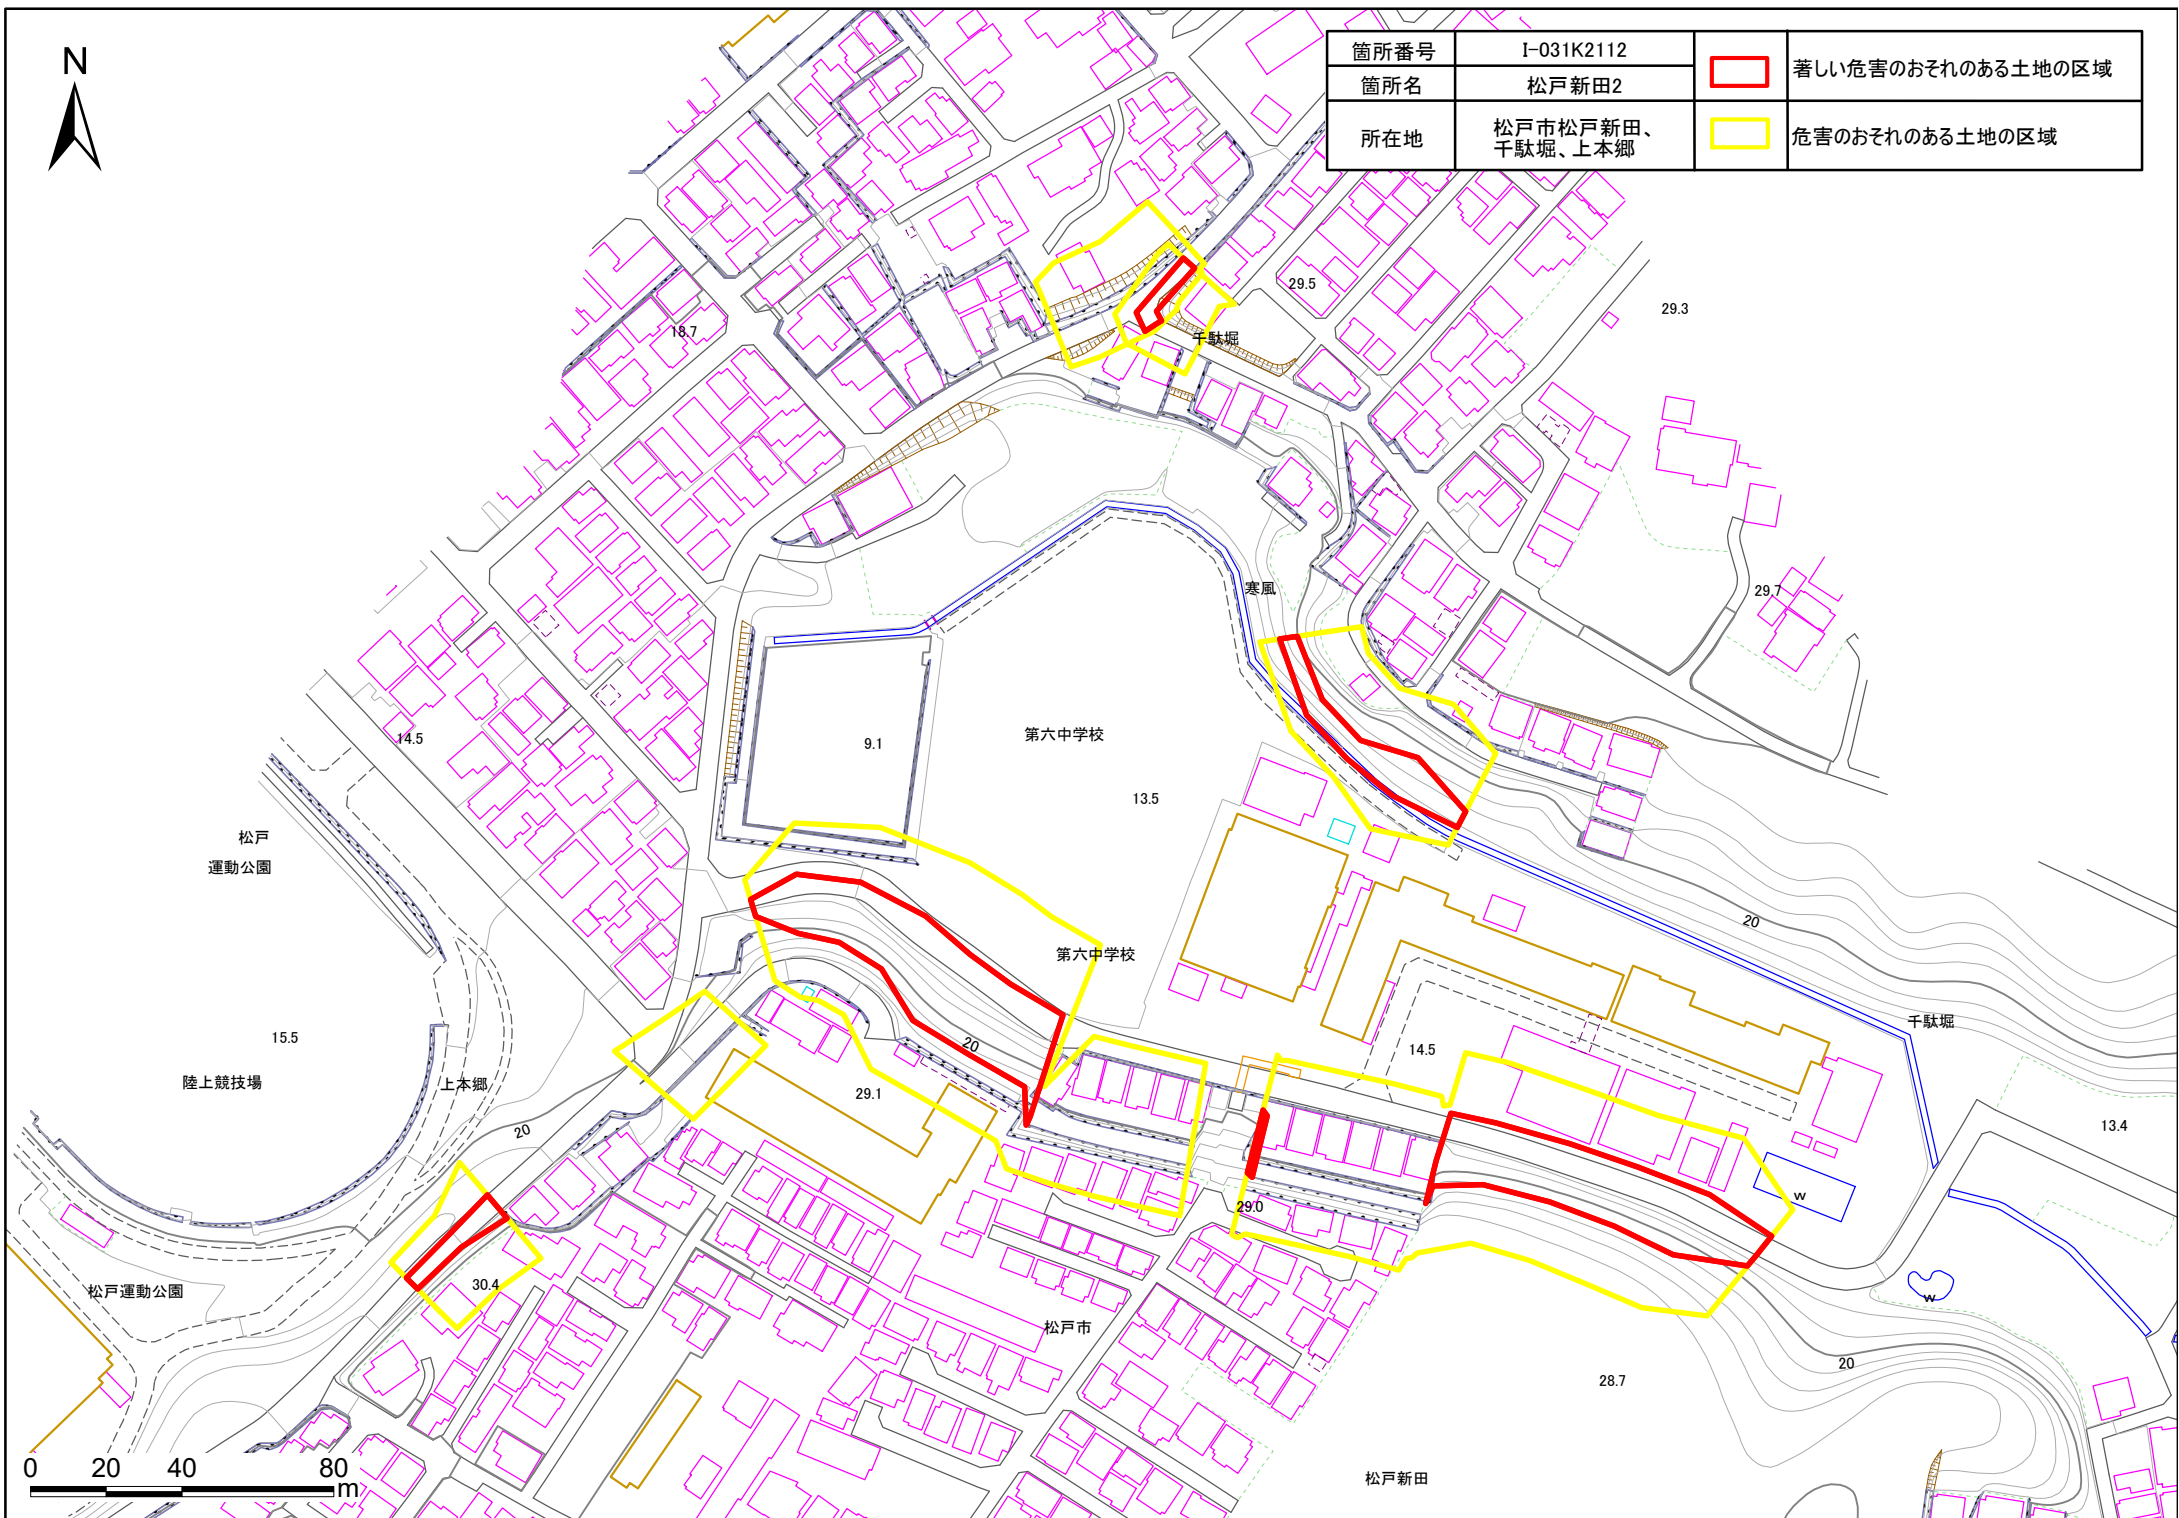 N
箇所番号 I-031K2112 著しい危害のおそれのある土地の区域
箇所名 松戸新田2
所在地 松戸市松戸新田、
千駄堀、上本郷 危害のおそれのある土地の区域
29.5
29.3
18.7
千駄堀
寒風
29.7
14.5
9.1
第六中学校
13.5
松戸
運動公園
20
第六中学校
千駄堀
15.5
20
14.5
陸上競技場
上本郷
29.1
13.4
20
w
29.0
30.4
松戸運動公園
w
松戸市
20
28.7
松戸新田
0 20 40 80
m